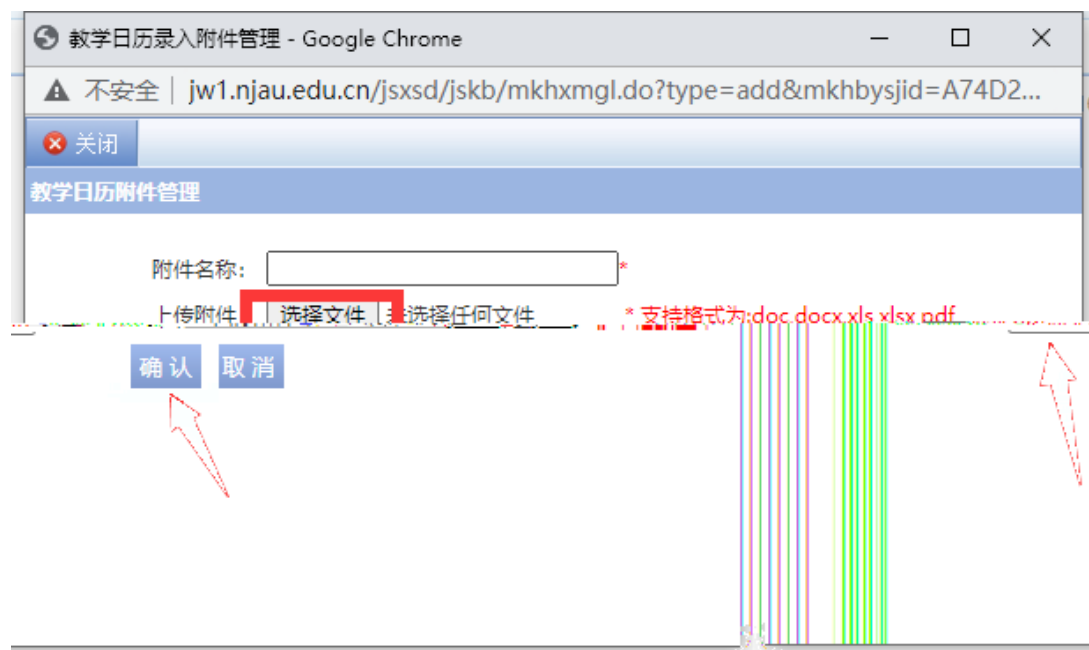 教学日历录入附件管理 - Google Chrome
不安全 | jw1.njau.edu.cn/jsxsd/jskb/mkhxmgl.do?type=add&mkhbysjid=A74D2...
关闭
教学日历附件管理
附件名称: *
上传附件 选择文件 未选择任何文件 * 支持格式为:doc,docx,xls,xlsx,pdf
确认 取消